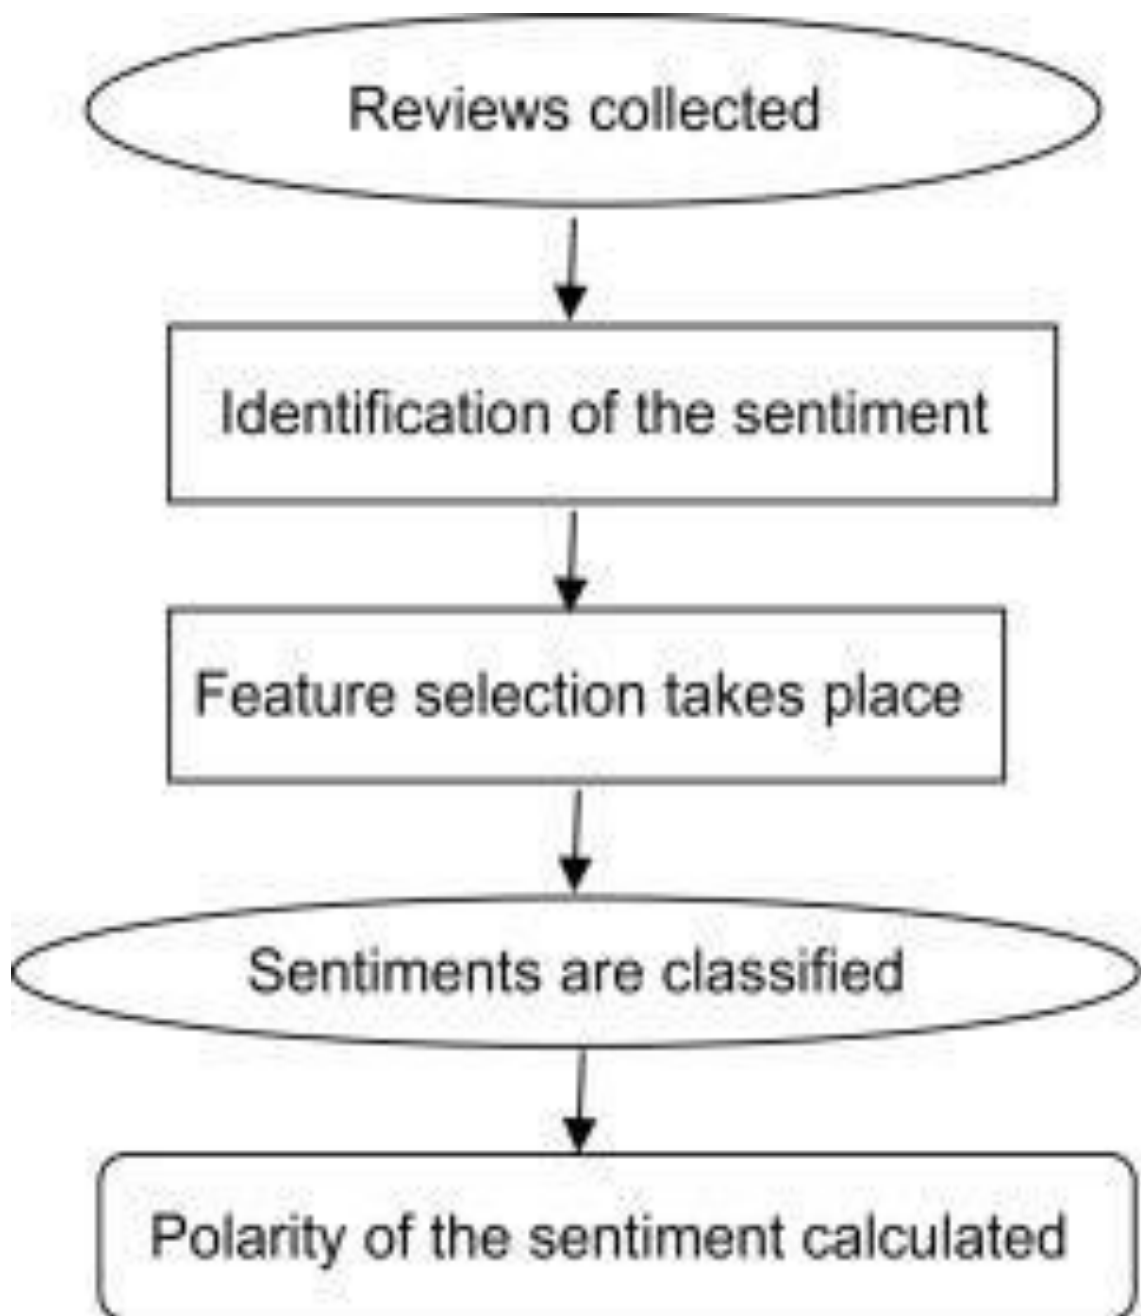 Reviews collected
Identification of the sentiment
Feature selection takes place
Sentiments are classified
Polarity of the sentiment calculated